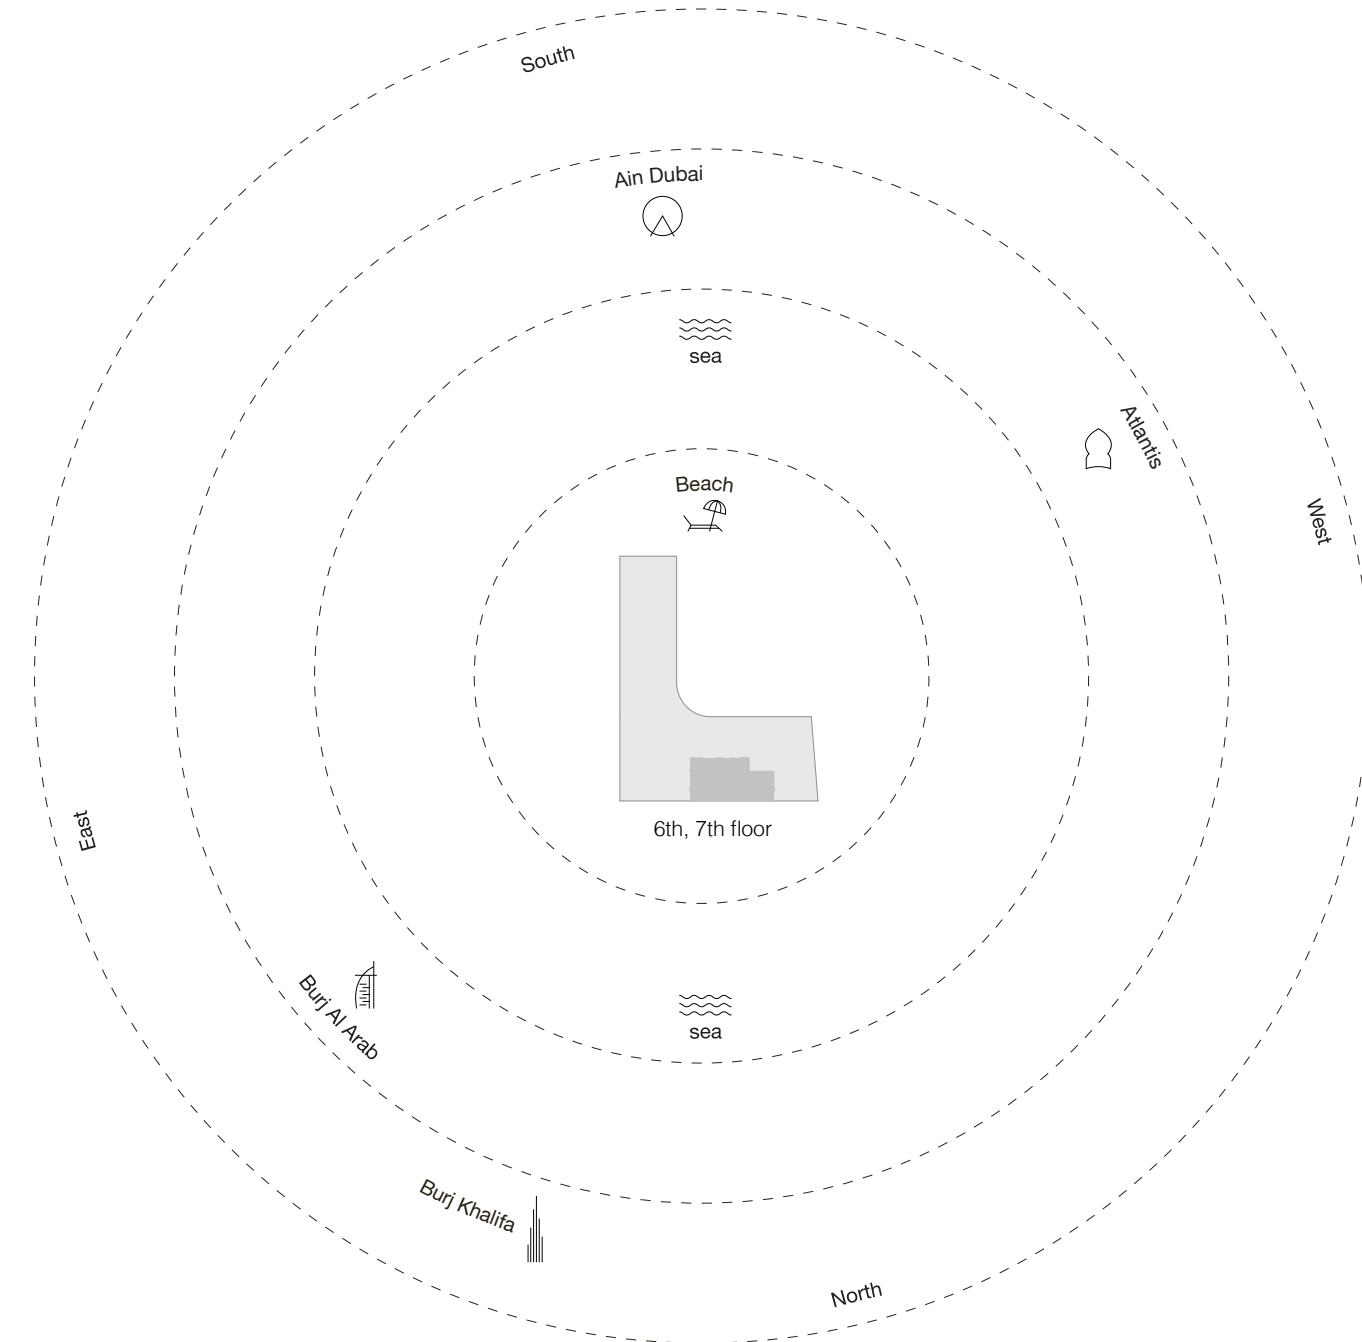 South
Ain Dubai
sea
Atlantis
Beach
West
6th, 7th floor
East
Burj Al Arab
sea
Burj Khalifa
North